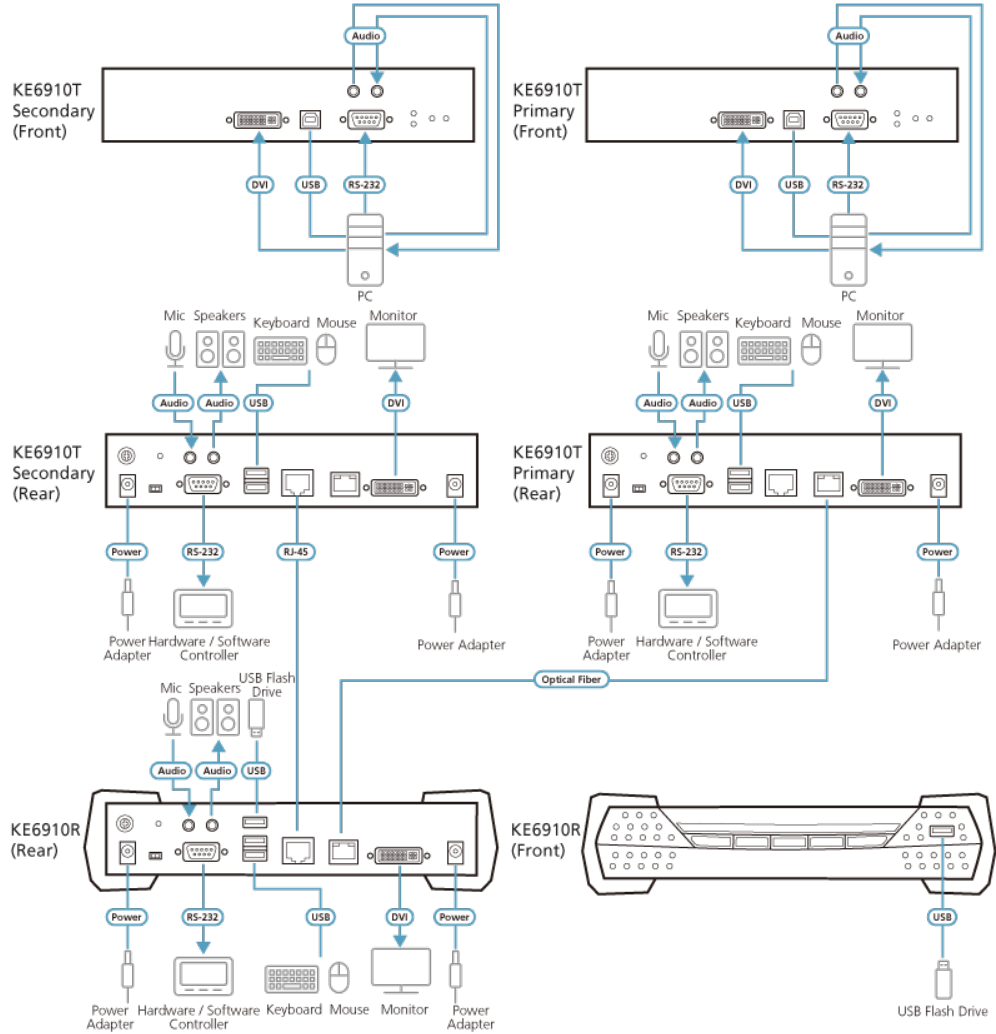 Audio
Audio
KE6910T
Secondary
(Front)
KE6910T
Primary
(Front)
DVI
USB
RS-232
DVI
USB
RS-232
PC
PC
Mic
Speakers
Keyboard
Mouse
Monitor
Mic
Speakers
Keyboard
Mouse
Monitor
Audio
Audio
USB
DVI
Audio
Audio
USB
DVI
KE6910T
Secondary
(Rear)
KE6910T
Primary
(Rear)
Power
RS-232
RJ-45
Power
Power
RS-232
Power
Power
Adapter
Hardware / Software
Controller
Power Adapter
Power
Adapter
Hardware / Software
Controller
Power Adapter
Optical Fiber
Mic
Speakers
USB Flash
Drive
Audio
Audio
USB
KE6910R
(Rear)
KE6910R
(Front)
Power
RS-232
USB
DVI
Power
USB
Power
Adapter
Hardware / Software
Controller
Keyboard
Mouse
Monitor
Power
Adapter
USB Flash Drive